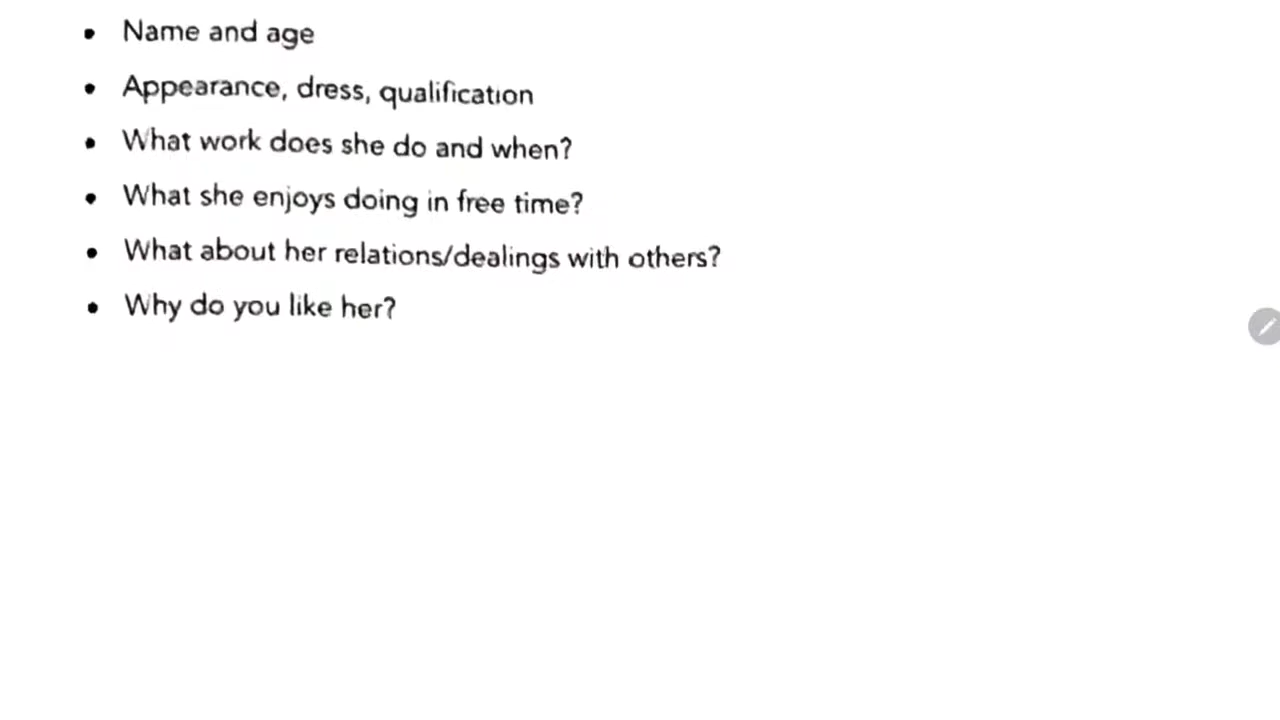 • Name and age
• Appearance, dress, qualification
• What work does she do and when?
• What she enjoys doing in free time?
• What about her relations/dealings with others?
• Why do you like her?